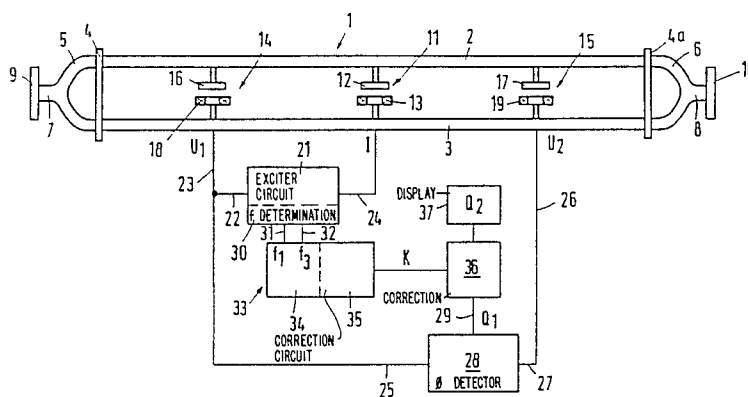 1
4
4a
5
2
6
9
14
11
15
1
16
12
17
7
18
13
19
8
U1
I
3
U2
21
23
EXCITER
CIRCUIT
22
24
f, DETERMINATION
DISPLAY
37
Q2
26
30
31
32
f1
f3
K
36
33
CORRECTION
29
Q1
34
35
CORRECTION
CIRCUIT
28
ø DETECTOR
25
27